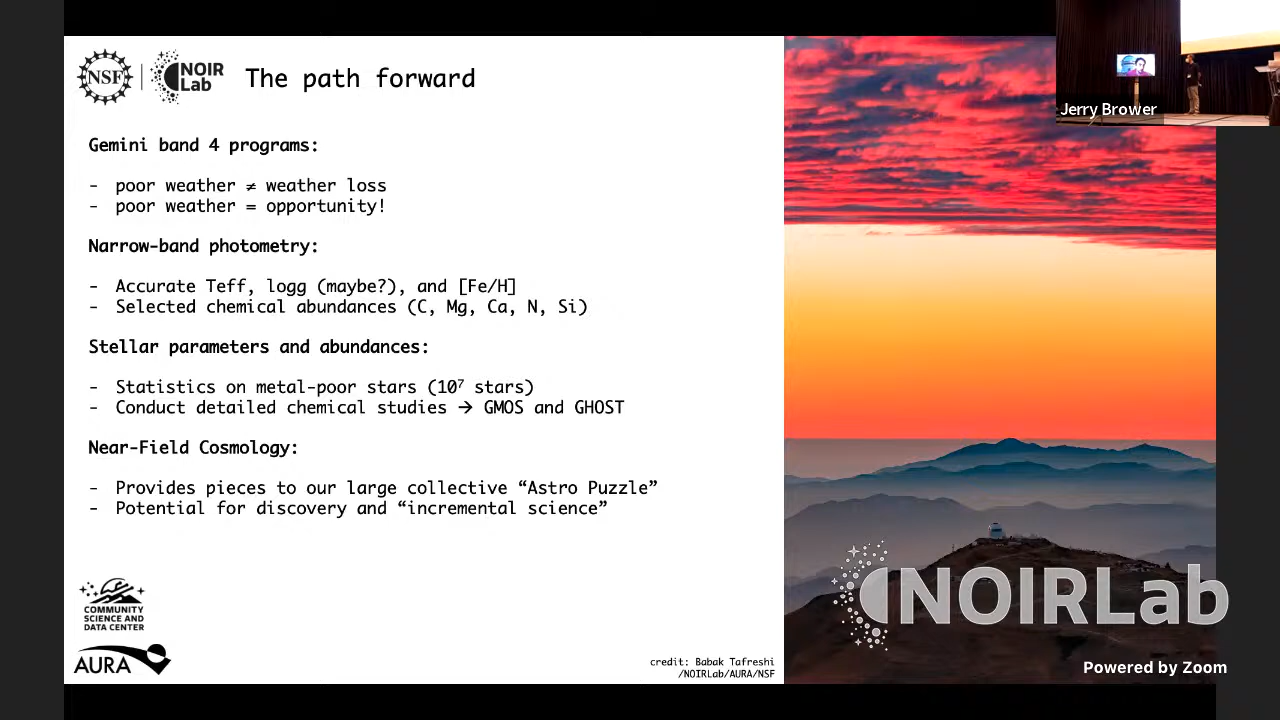 NSF
NOIR
Lab
The path forward
Jerry Brower
Gemini band 4 programs:
- poor weather ≠ weather loss
- poor weather = opportunity!
Narrow-band photometry:
- Accurate Teff, logg (maybe?), and [Fe/H]
- Selected chemical abundances (C, Mg, Ca, N, Si)
Stellar parameters and abundances:
- Statistics on metal-poor stars (10⁷ stars)
- Conduct detailed chemical studies → GMOS and GHOST
Near-Field Cosmology:
- Provides pieces to our large collective “Astro Puzzle”
- Potential for discovery and “incremental science”
COMMUNITY
SCIENCE AND
DATA CENTER
AURA
credit: Babak Tafreshi
/NOIRLab/AURA/NSF
NOIRLab
Powered by Zoom